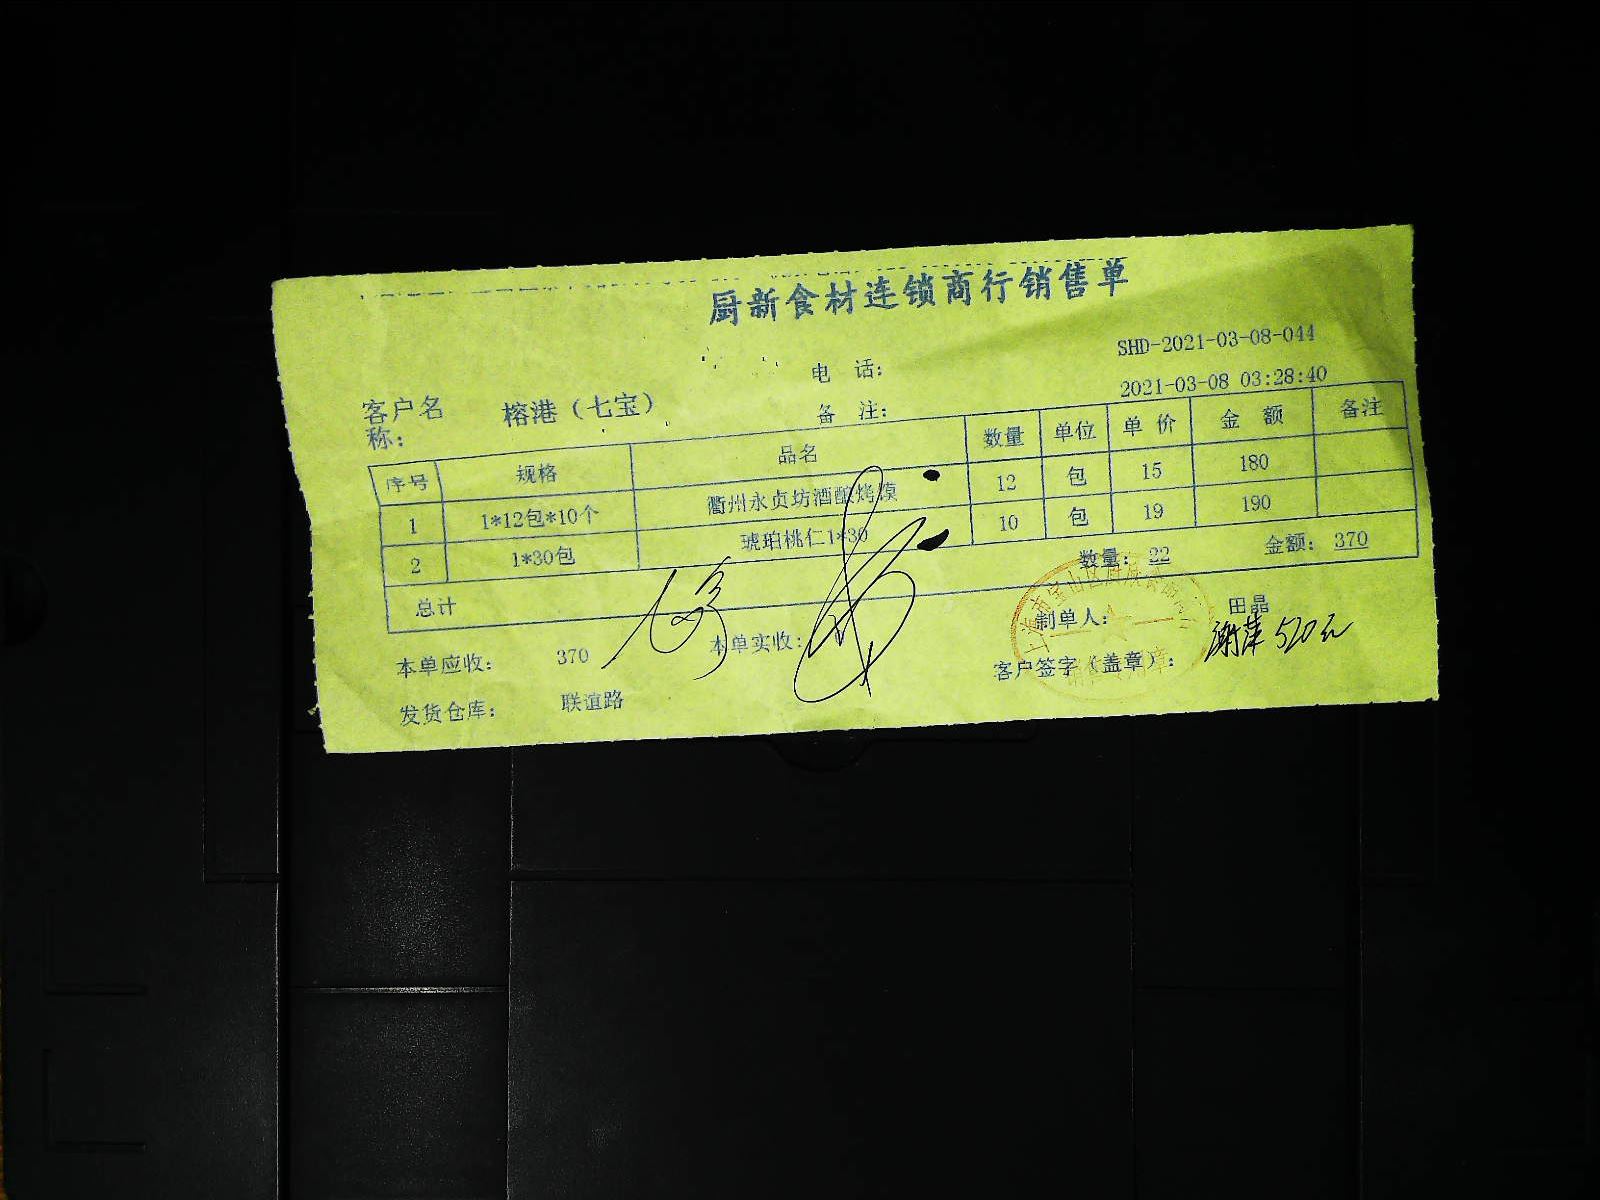 厨新食材连锁商行销售单
SHD-2021-03-08-044
电 话：
2021-03-08 03:28:40
客户名称： 榕港（七宝） 备 注：
序号 规格 品名 数量 单位 单价 金额 备注
1 1*12包*10个 衢州永贞坊酒酿烤馍 12 包 15 180
2 1*30包 琥珀桃仁1*30 10 包 19 190
总计 数量： 22 金额： 370
本单应收： 370 本单实收： 制单人： 田晶
发货仓库： 联谊路 客户签字（盖章）： 谢萍 520元